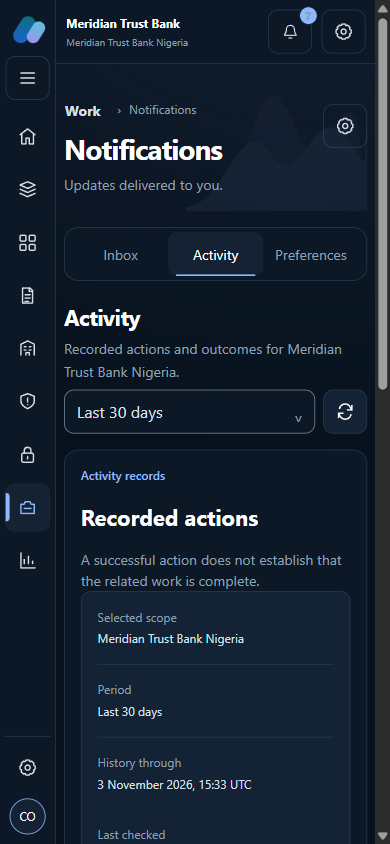 Meridian Trust Bank
Meridian Trust Bank Nigeria
7
Work › Notifications
Notifications
Updates delivered to you.
Inbox Activity Preferences
Activity
Recorded actions and outcomes for Meridian
Trust Bank Nigeria.
Last 30 days
Activity records
Recorded actions
A successful action does not establish that
the related work is complete.
Selected scope
Meridian Trust Bank Nigeria
Period
Last 30 days
History through
3 November 2026, 15:33 UTC
Last checked
CO